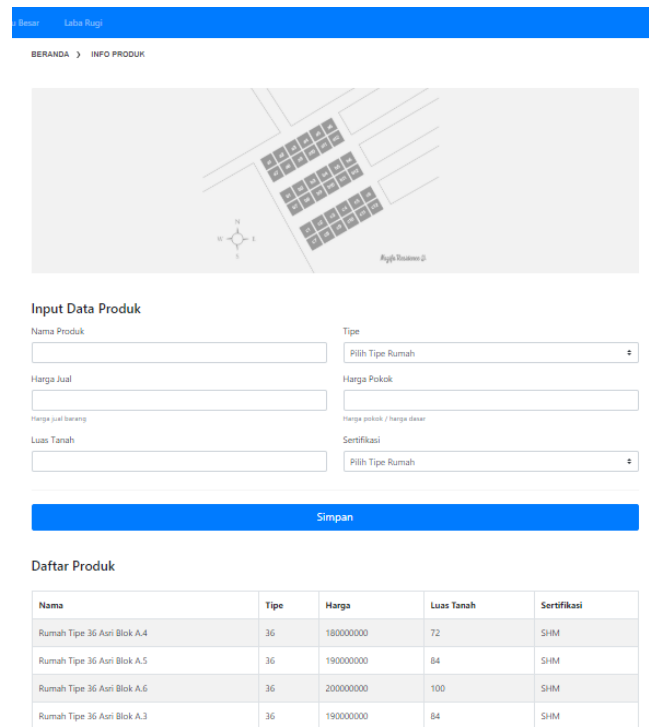 u Besar Laba Rugi
BERANDA ❯ INFO PRODUK
N
W E
S
Input Data Produk
Nama Produk Tipe
Pilih Tipe Rumah
Harga Jual Harga Pokok
Harga jual barang Harga pokok / harga dasar
Luas Tanah Sertifikasi
Pilih Tipe Rumah
Simpan
Daftar Produk
Nama Tipe Harga Luas Tanah Sertifikasi
Rumah Tipe 36 Asri Blok A.4 36 180000000 72 SHM
Rumah Tipe 36 Asri Blok A.5 36 190000000 84 SHM
Rumah Tipe 36 Asri Blok A.6 36 200000000 100 SHM
Rumah Tipe 36 Asri Blok A.3 36 190000000 84 SHM